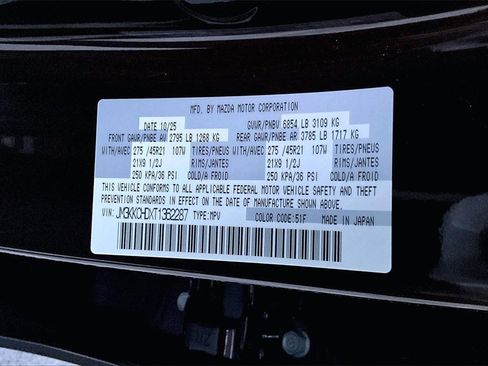 MFD. BY MAZDA MOTOR CORPORATION
DATE 10/25 GVWR/PNBV 6854 LB 3109 KG
FRONT GAWR/PNBE AV 2795 LB 1268 KG REAR GAWR/PNBE AR 3785 LB 1717 KG
WITH/AVEC 275 /45R21 107W TIRES/PNEUS WITH/AVEC 275 /45R21 107W TIRES/PNEUS
21X9 1/2J RIMS/JANTES 21X9 1/2J RIMS/JANTES
250 KPA/36 PSI COLD/A FROID 250 KPA/36 PSI COLD/A FROID
THIS VEHICLE CONFORMS TO ALL APPLICABLE FEDERAL MOTOR VEHICLE SAFETY AND THEFT
PREVENTION STANDARDS IN EFFECT ON THE DATE OF MANUFACTURE SHOWN ABOVE.
VIN: JM3KKCHDXT1362287 TYPE:MPV COLOR CODE:51F MADE IN JAPAN